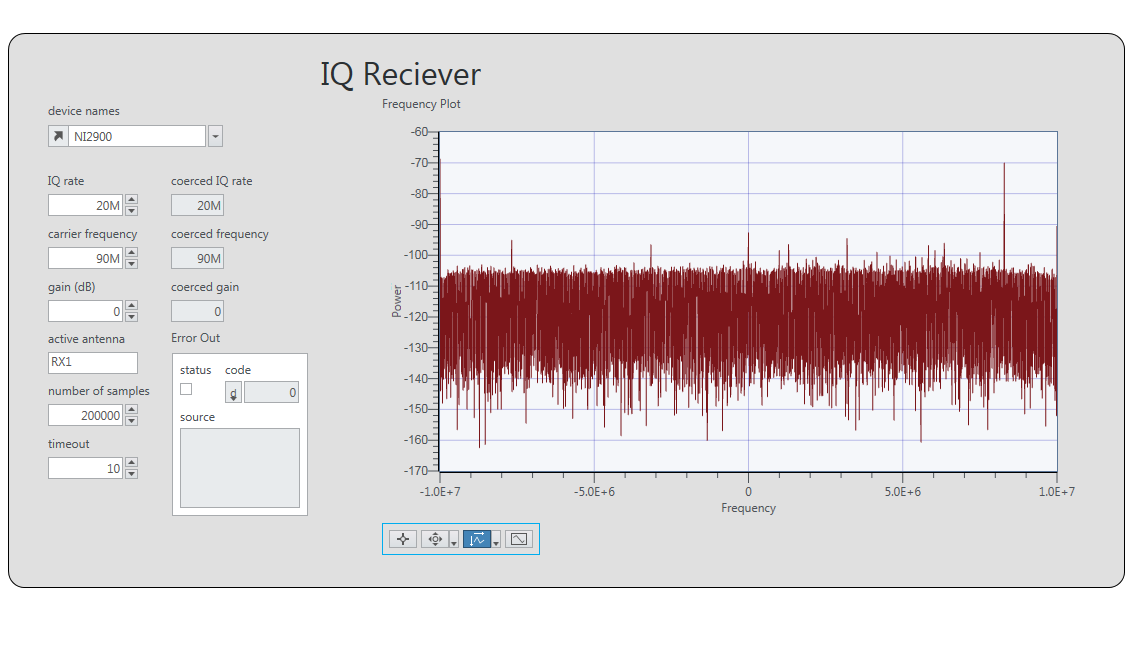 IQ Reciever
Frequency Plot
device names
NI2900
IQ rate
coerced IQ rate
20M
20M
carrier frequency
coerced frequency
90M
90M
gain (dB)
coerced gain
0
0
active antenna
Error Out
RX1
status
code
d
0
number of samples
200000
source
timeout
10
Power
-60
-70
-80
-90
-100
-110
-120
-130
-140
-150
-160
-170
-1.0E+7
-5.0E+6
0
5.0E+6
1.0E+7
Frequency